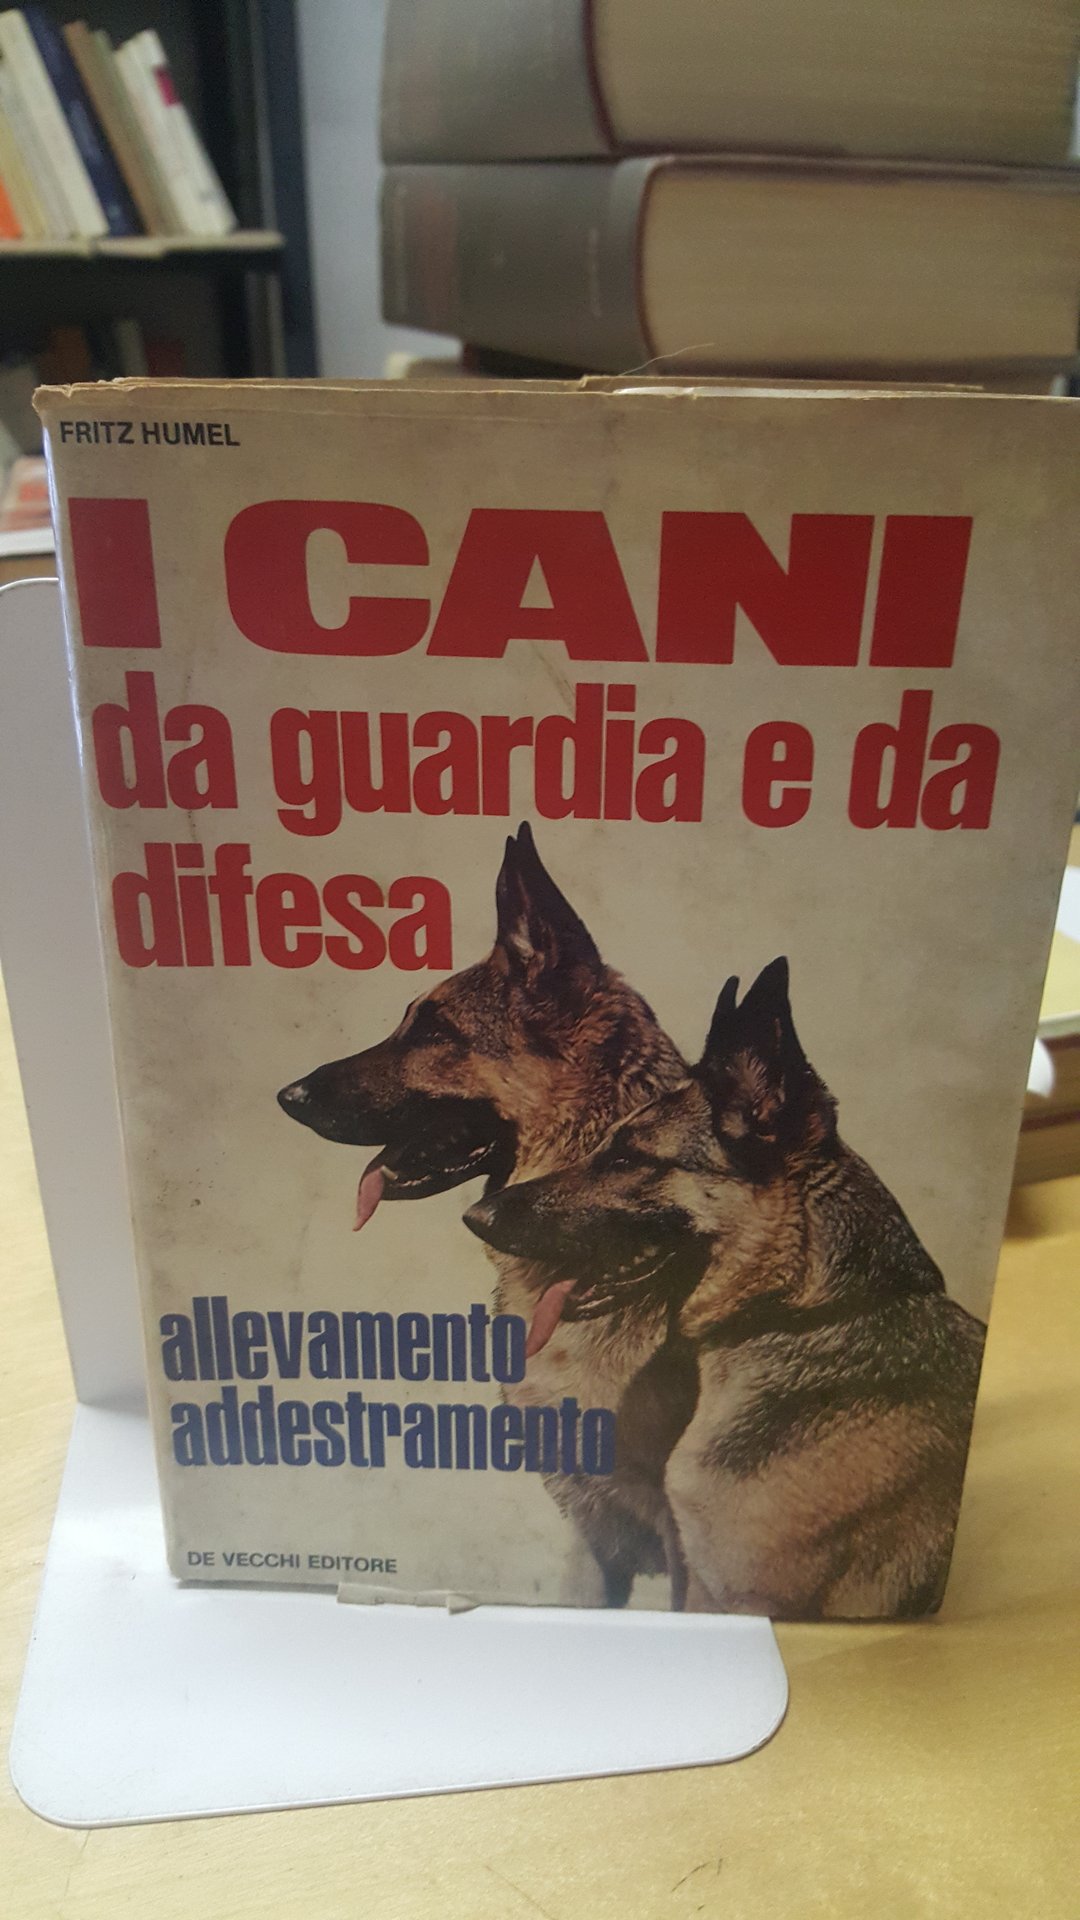 FRITZ HUMEL
I CANI
da guardia e da
difesa
allevamento
addestramento
DE VECCHI EDITORE